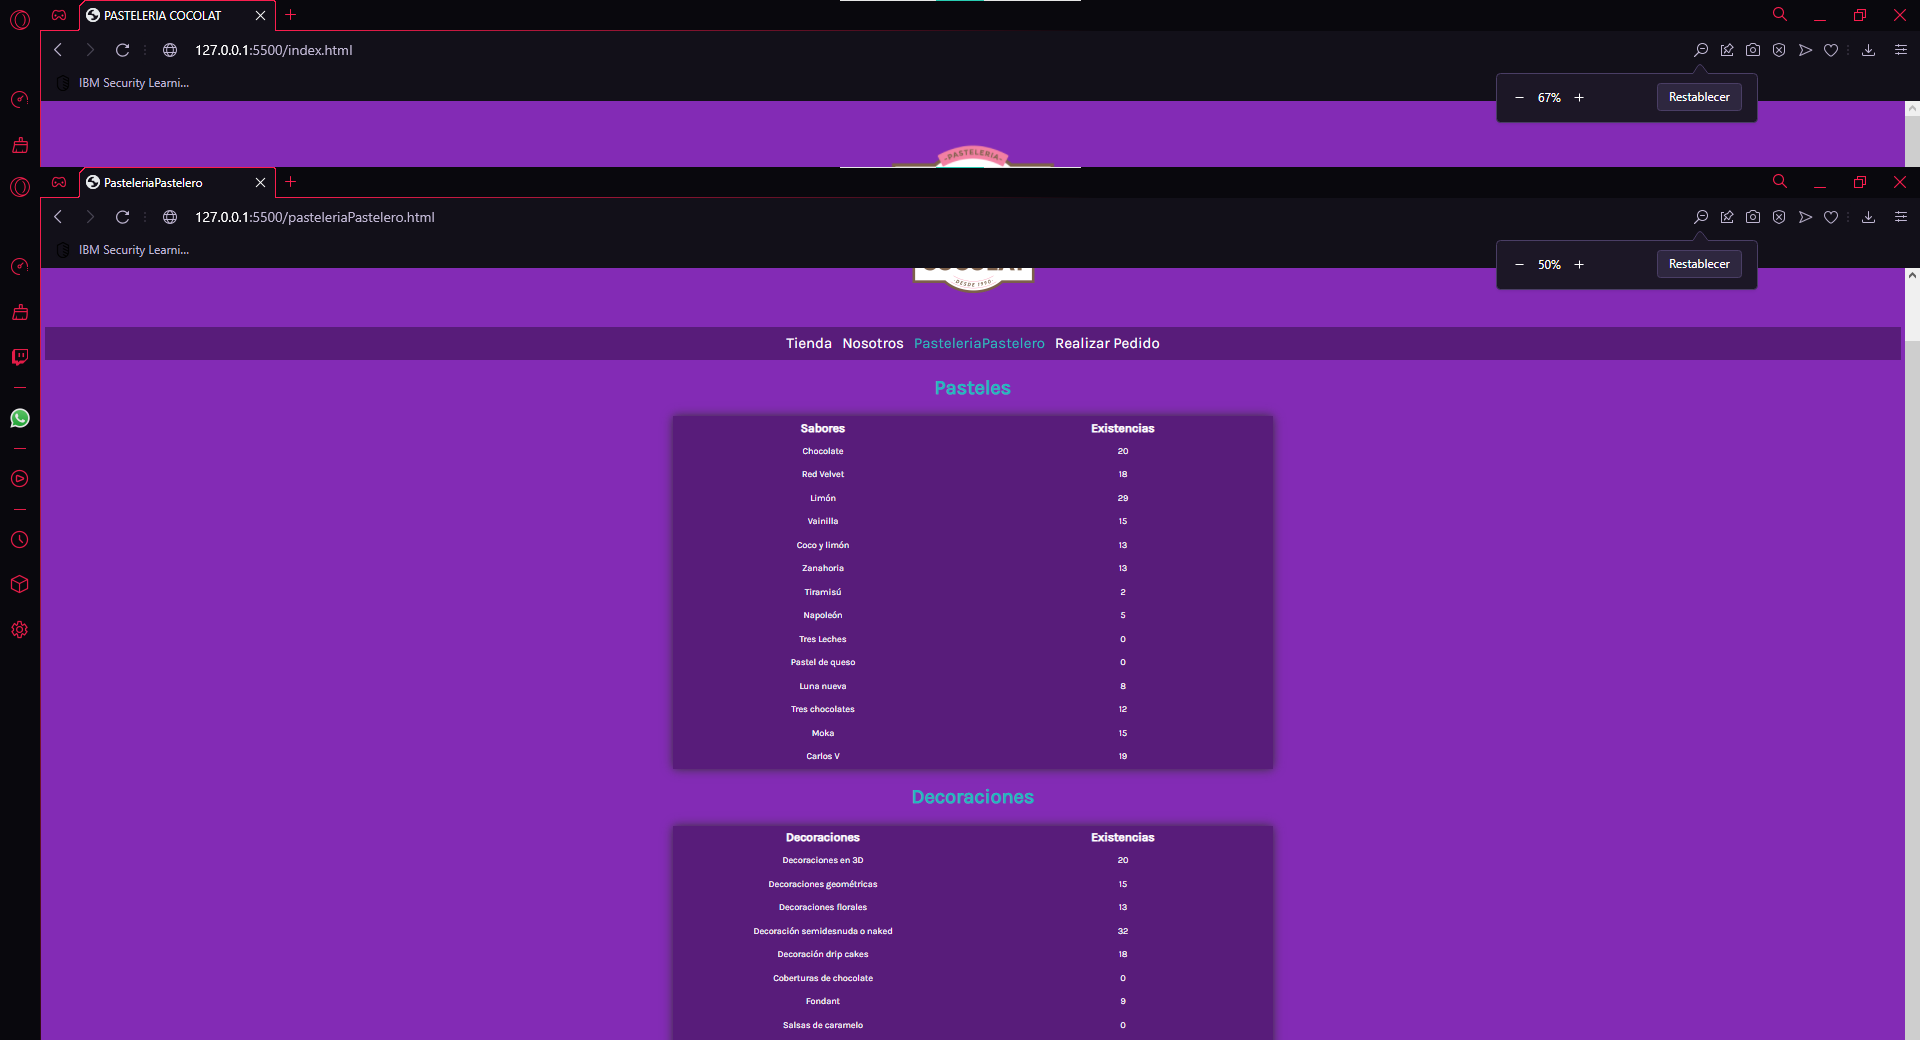 PASTELERIA COCOLAT
127.0.0.1:5500/index.html
IBM Security Learni...
67%
Restablecer
PASTELERIA
PasteleriaPastelero
127.0.0.1:5500/pasteleriaPastelero.html
IBM Security Learni...
50%
Restablecer
COCOLAT
DESDE 1990
Tienda Nosotros PasteleriaPastelero Realizar Pedido
Pasteles
Sabores Existencias
Chocolate 20
Red Velvet 18
Limón 29
Vainilla 15
Coco y limón 13
Zanahoria 13
Tiramisú 2
Napoleón 5
Tres Leches 0
Pastel de queso 0
Luna nueva 8
Tres chocolates 12
Moka 15
Carlos V 19
Decoraciones
Decoraciones Existencias
Decoraciones en 3D 20
Decoraciones geométricas 15
Decoraciones florales 13
Decoración semidesnuda o naked 32
Decoración drip cakes 18
Coberturas de chocolate 0
Fondant 9
Salsas de caramelo 0